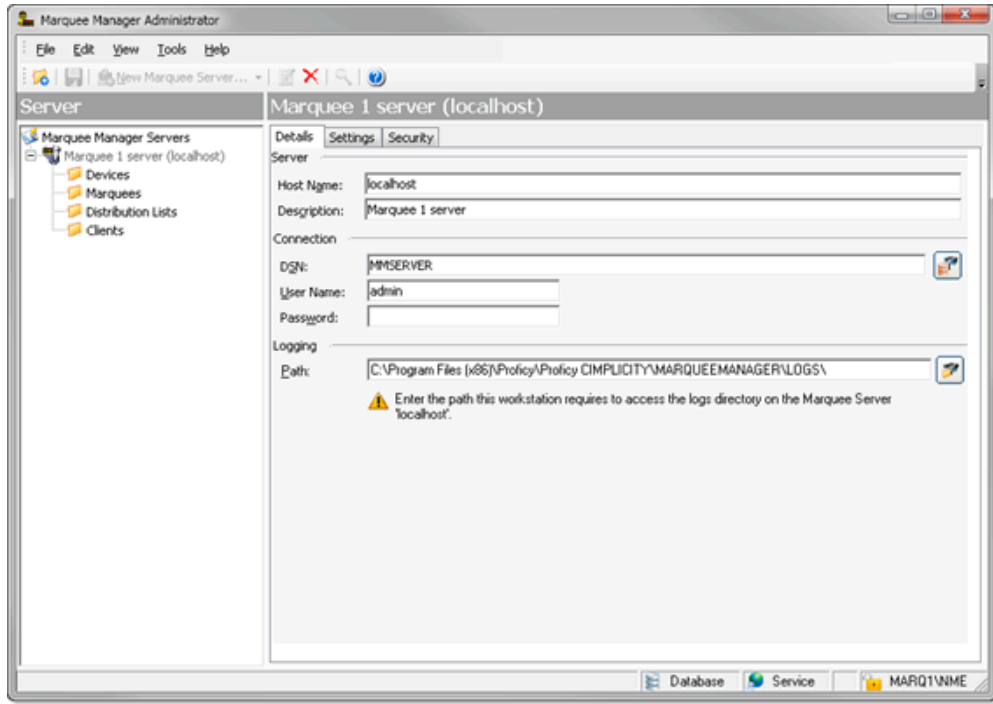 Marquee Manager Administrator
File Edit View Tools Help
New Marquee Server...
Server
Marquee 1 server (localhost)
Marquee Manager Servers
Marquee 1 server (localhost)
Devices
Marquees
Distribution Lists
Clients
Details Settings Security
Server
Host Name: localhost
Description: Marquee 1 server
Connection
DSN: MMSERVER
User Name: admin
Password:
Logging
Path: C:\Program Files (x86)\Proficy\Proficy CIMPLICITY\MARQUEEMANAGER\LOGS\
Enter the path this workstation requires to access the logs directory on the Marquee Server
'localhost'.
Database Service MARQ1\NME